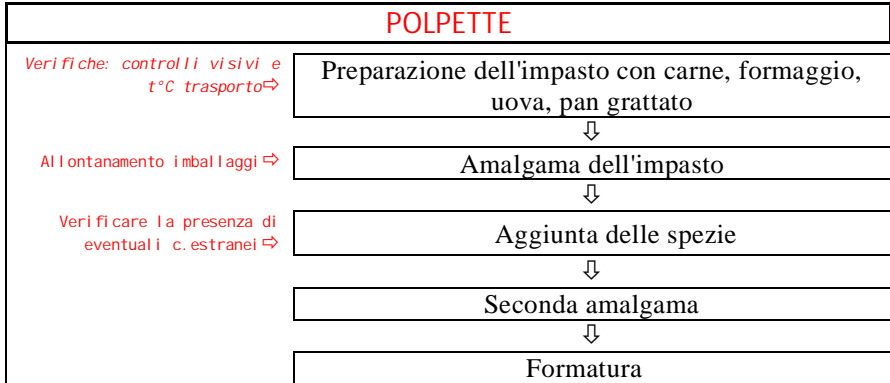 POLPETTE
Verifiche: controlli visivi e
t°C trasporto⇨
Preparazione dell'impasto con carne, formaggio,
uova, pan grattato
⇩
Allontanamento imballaggi⇨
Amalgama dell'impasto
⇩
Verificare la presenza di
eventuali c.estranei⇨
Aggiunta delle spezie
⇩
Seconda amalgama
⇩
Formatura